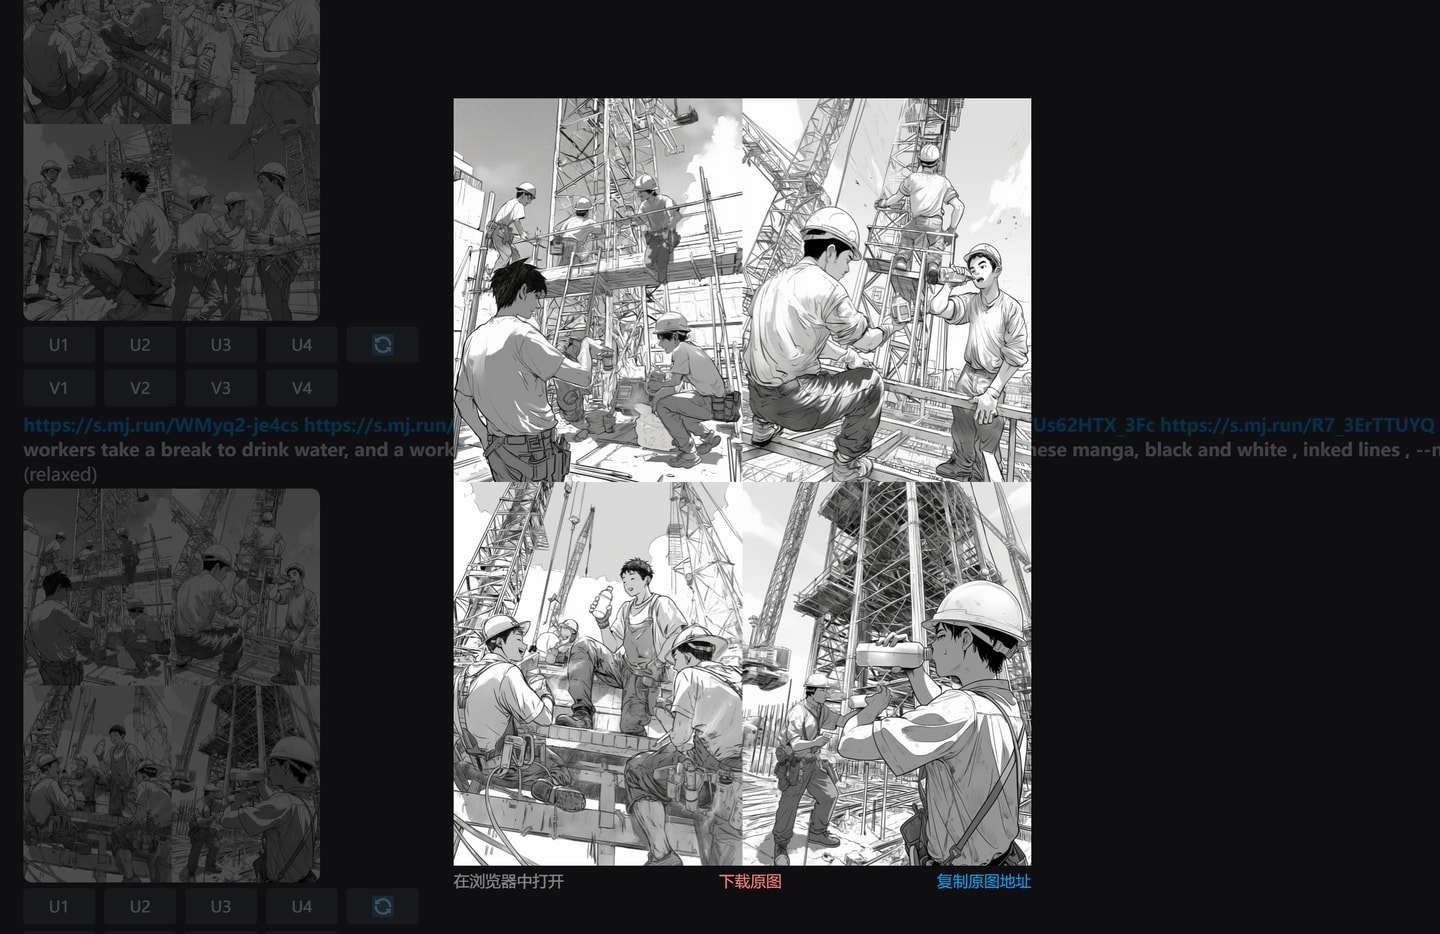 U1 U2 U3 U4
V1 V2 V3 V4
https://s.mj.run/WMyq2-je4cs https://s.mj.run/ Us62HTX_3Fc https://s.mj.run/R7_3ErTTUYQ
workers take a break to drink water, and a work nese manga, black and white , inked lines , --n
(relaxed)
在浏览器中打开 下载原图 复制原图地址
U1 U2 U3 U4